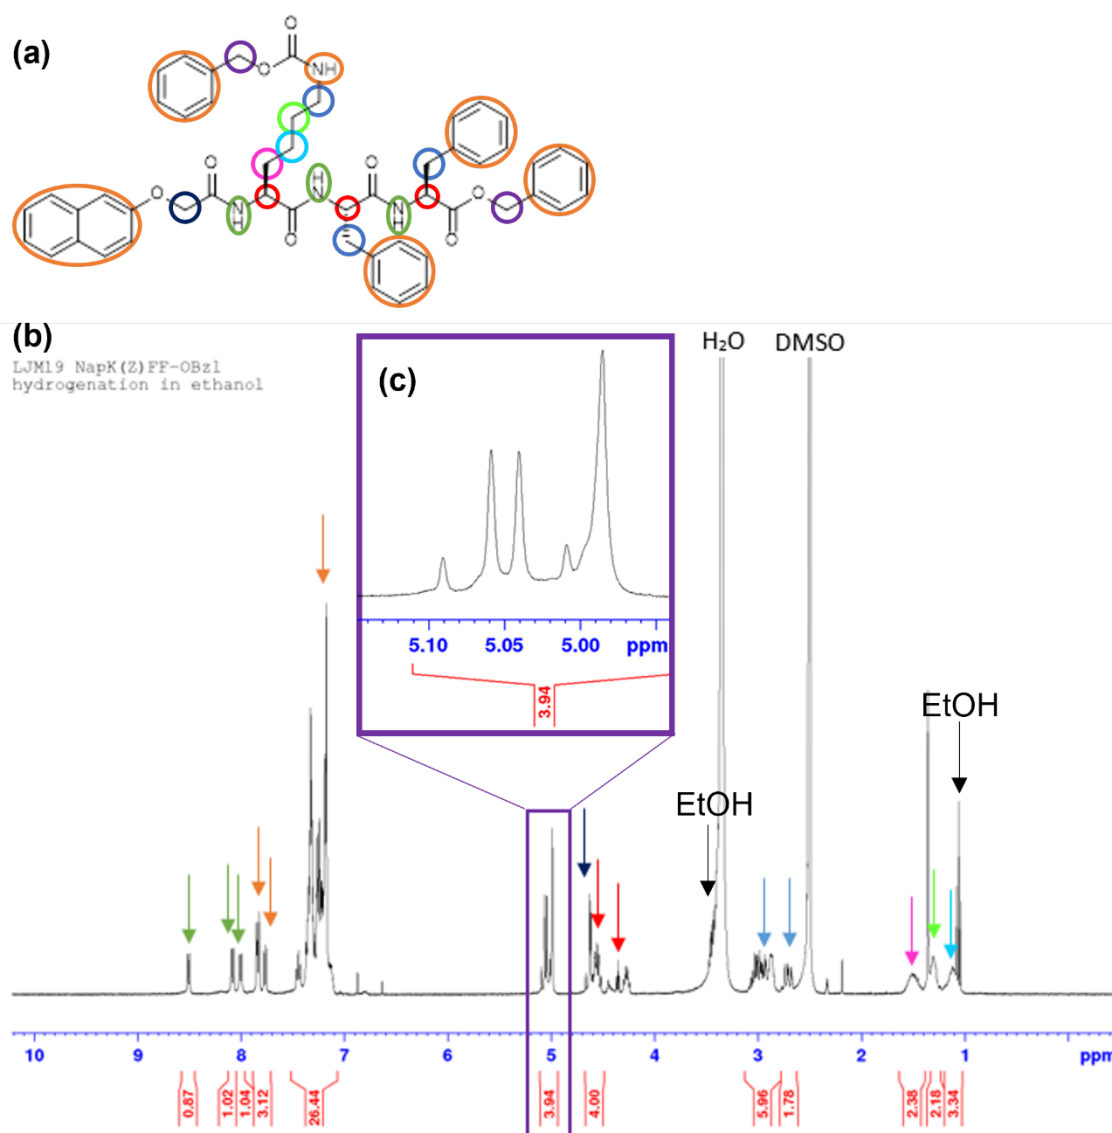 (a)
O
O
NH
O
O
O
O
O
N
H
H
N
N
H
O
O
O
(b)
LJM19 NapK(Z)FF-OBzl
hydrogenation in ethanol
(c)
H₂O
DMSO
5.10 5.05 5.00 ppm
3.94
EtOH
EtOH
10 9 8 7 6 5 4 3 2 1 ppm
0.87 1.02 1.04 3.12 26.44 3.94 4.00 5.96 1.78 2.38 2.18 3.34